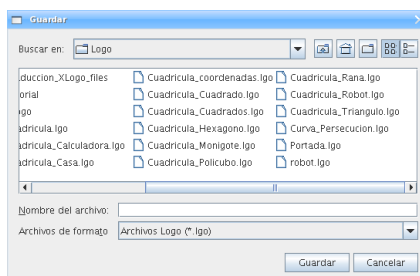 Guardar
Buscar en: Logo
duccion_XLogo_files Cuadricula_coordenadas.lgo Cuadricula_Rana.lgo
orial Cuadricula_Cuadrado.lgo Cuadricula_Robot.lgo
go Cuadricula_Cuadrados.lgo Cuadricula_Triangulo.lgo
adricula.lgo Cuadricula_Hexagono.lgo Curva_Persecucion.lgo
adricula_Calculadora.lgo Cuadricula_Monigote.lgo Portada.lgo
adricula_Casa.lgo Cuadricula_Policubo.lgo robot.lgo
Nombre del archivo:
Archivos de formato Archivos Logo (*.lgo)
Guardar Cancelar